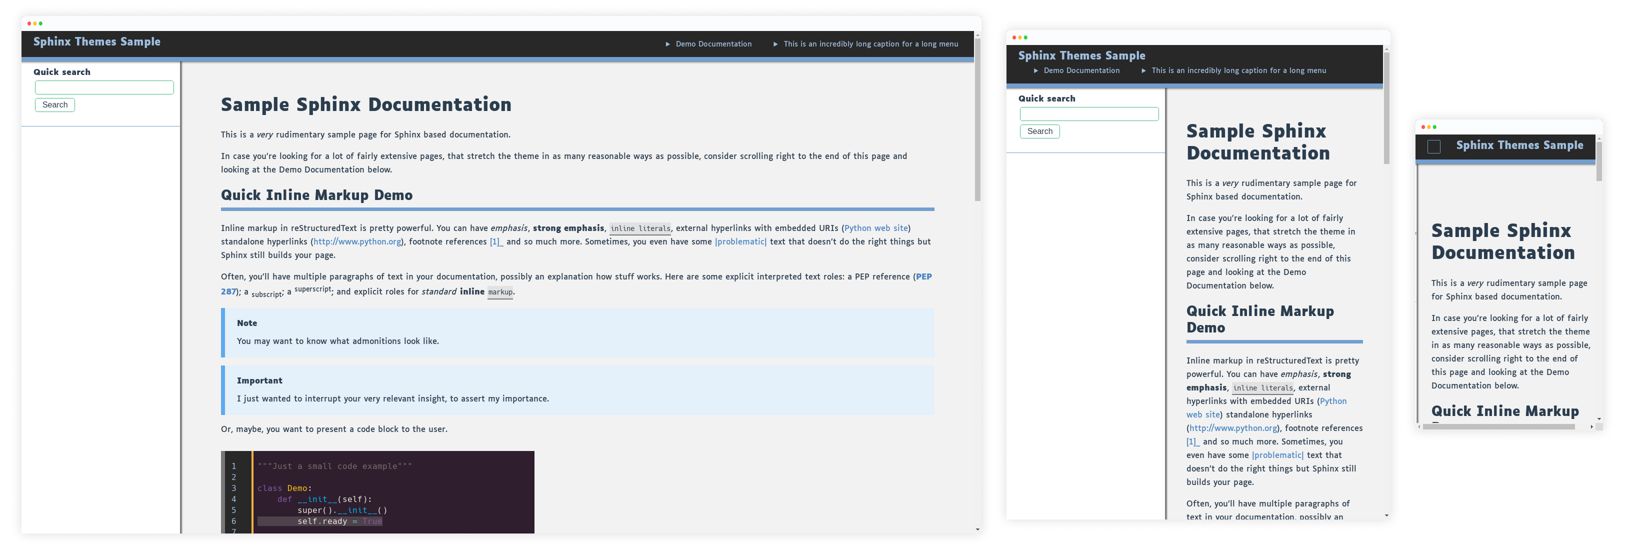 Sphinx Themes Sample
▶ Demo Documentation
▶ This is an incredibly long caption for a long menu
Quick search
Search
Sample Sphinx Documentation
This is a very rudimentary sample page for Sphinx based documentation.
In case you're looking for a lot of fairly extensive pages, that stretch the theme in as many reasonable ways as possible, consider scrolling right to the end of this page and
looking at the Demo Documentation below.
Quick Inline Markup Demo
Inline markup in reStructuredText is pretty powerful. You can have emphasis, strong emphasis, inline literals, external hyperlinks with embedded URIs (Python web site)
standalone hyperlinks (http://www.python.org), footnote references [1]_ and so much more. Sometimes, you even have some |problematic| text that doesn't do the right things but
Sphinx still builds your page.
Often, you'll have multiple paragraphs of text in your documentation, possibly an explanation how stuff works. Here are some explicit interpreted text roles: a PEP reference (PEP
287); a subscript; a superscript; and explicit roles for standard inline markup.
Note
You may want to know what admonitions look like.
Important
I just wanted to interrupt your very relevant insight, to assert my importance.
Or, maybe, you want to present a code block to the user.
1 """Just a small code example"""
2
3 class Demo:
4     def __init__(self):
5         super().__init__()
6         self.ready = True
7
Sphinx Themes Sample
▶ Demo Documentation
▶ This is an incredibly long caption for a long menu
Quick search
Search
Sample Sphinx
Documentation
This is a very rudimentary sample page for
Sphinx based documentation.
In case you're looking for a lot of fairly
extensive pages, that stretch the theme in
as many reasonable ways as possible,
consider scrolling right to the end of this
page and looking at the Demo
Documentation below.
Quick Inline Markup
Demo
Inline markup in reStructuredText is pretty
powerful. You can have emphasis, strong
emphasis, inline literals, external
hyperlinks with embedded URIs (Python
web site) standalone hyperlinks
(http://www.python.org), footnote references
[1]_ and so much more. Sometimes, you
even have some |problematic| text that
doesn't do the right things but Sphinx still
builds your page.
Often, you'll have multiple paragraphs of
text in your documentation, possibly an
Sphinx Themes Sample
Sample Sphinx
Documentation
This is a very rudimentary sample page
for Sphinx based documentation.
In case you're looking for a lot of fairly
extensive pages, that stretch the theme
in as many reasonable ways as possible,
consider scrolling right to the end of
this page and looking at the Demo
Documentation below.
Quick Inline Markup